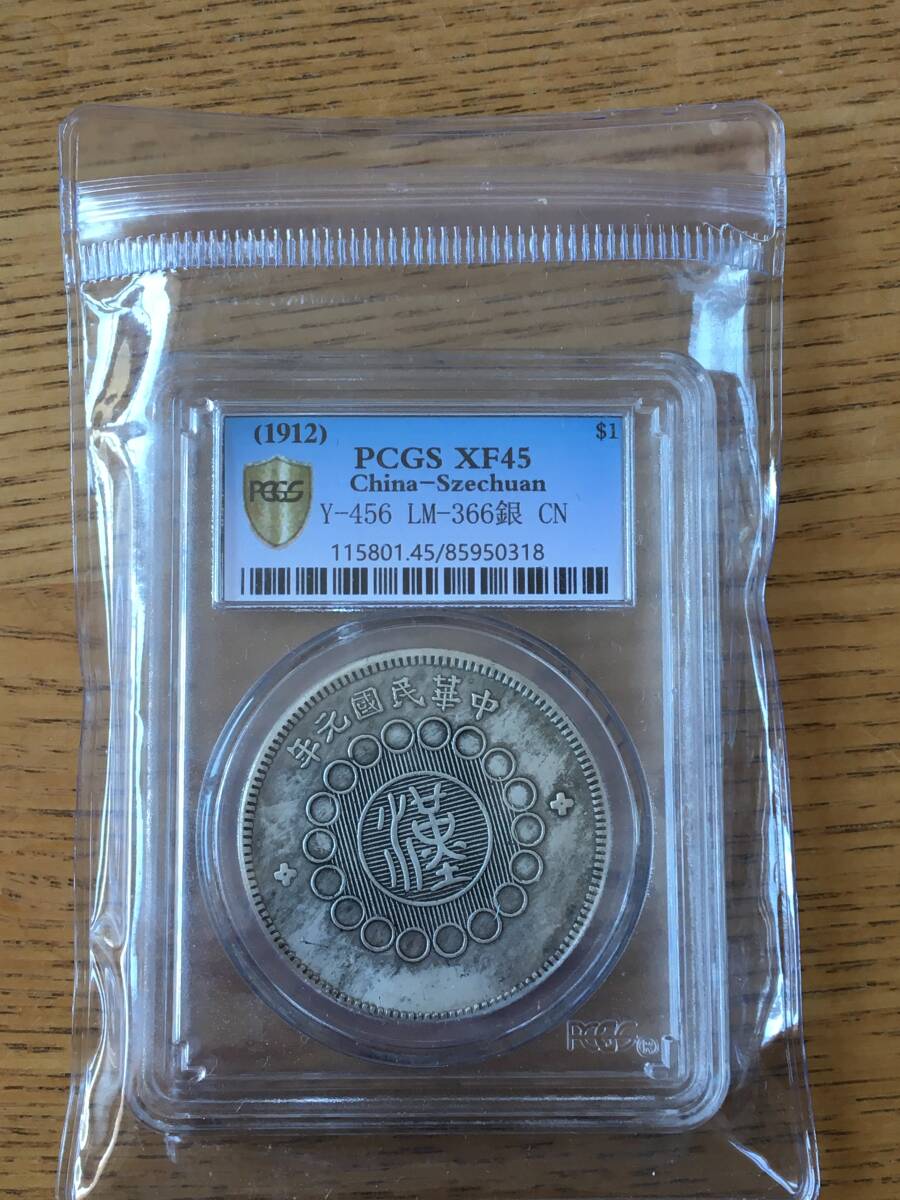 (1912) $1
PCGS XF45
China-Szechuan
PCGS
Y-456 LM-366銀 CN
115801.45/85950318
中華民國元年
漢
PCGS ®